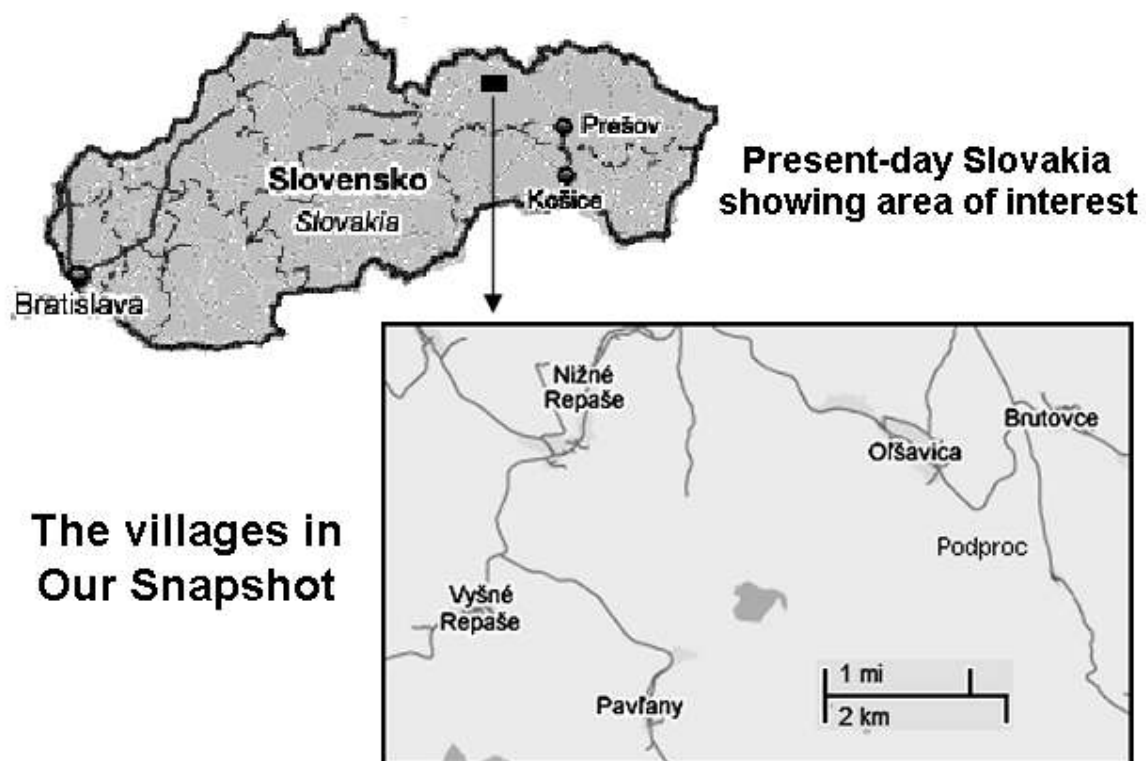 Prešov
Slovensko
Slovakia
Košice
Bratislava
Present-day Slovakia
showing area of interest
Nižné
Repaše
Brutovce
Oľšavica
The villages in
Our Snapshot
Podproc
Vyšné
Repaše
Pavľany
1 mi
2 km